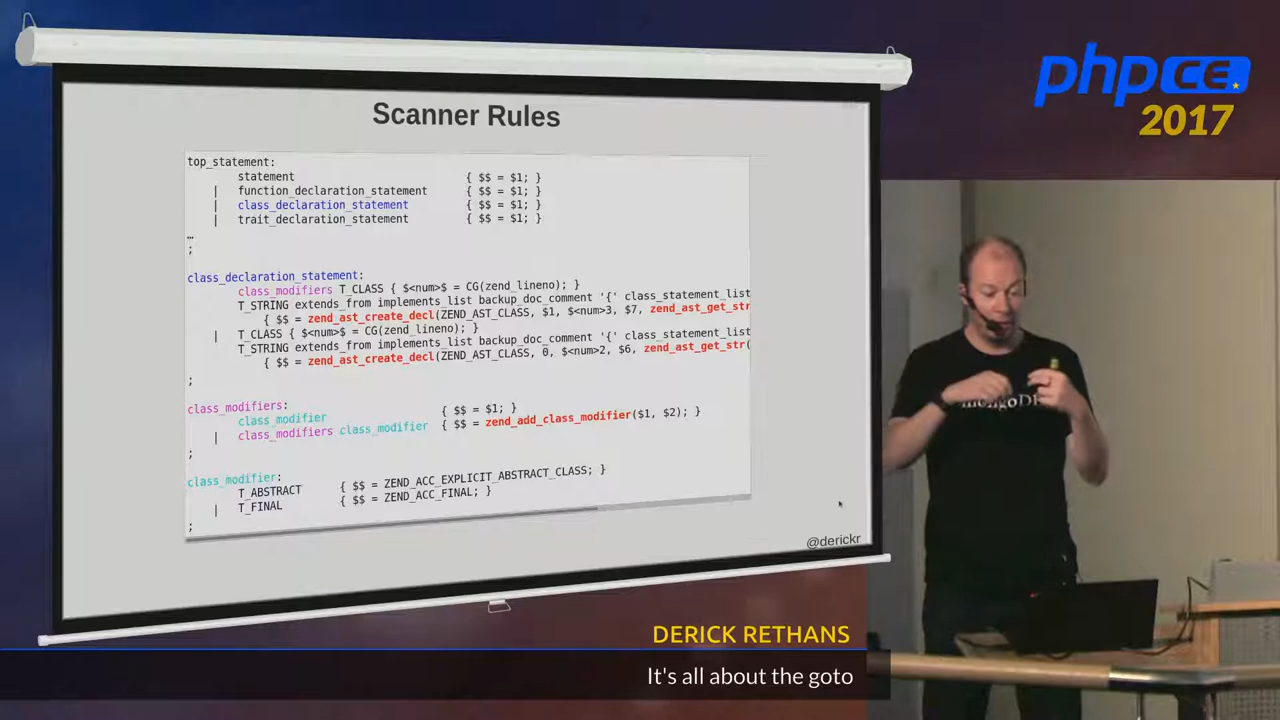 Scanner Rules
top_statement:
statement { $$ = $1; }
| function_declaration_statement { $$ = $1; }
| class_declaration_statement { $$ = $1; }
| trait_declaration_statement { $$ = $1; }
…
;
class_declaration_statement:
class_modifiers T_CLASS { $<num>$ = CG(zend_lineno); }
T_STRING extends_from implements_list backup_doc_comment '{' class_statement_list
{ $$ = zend_ast_create_decl(ZEND_AST_CLASS, $1, $<num>3, $7, zend_ast_get_str
| T_CLASS { $<num>$ = CG(zend_lineno); }
T_STRING extends_from implements_list backup_doc_comment '{' class_statement_list
{ $$ = zend_ast_create_decl(ZEND_AST_CLASS, 0, $<num>2, $6, zend_ast_get_str(
;
class_modifiers:
class_modifier { $$ = $1; }
| class_modifiers class_modifier { $$ = zend_add_class_modifier($1, $2); }
;
class_modifier:
T_ABSTRACT { $$ = ZEND_ACC_EXPLICIT_ABSTRACT_CLASS; }
| T_FINAL { $$ = ZEND_ACC_FINAL; }
;
@derickr
phpCE
2017
mongoDB
DERICK RETHANS
It's all about the goto